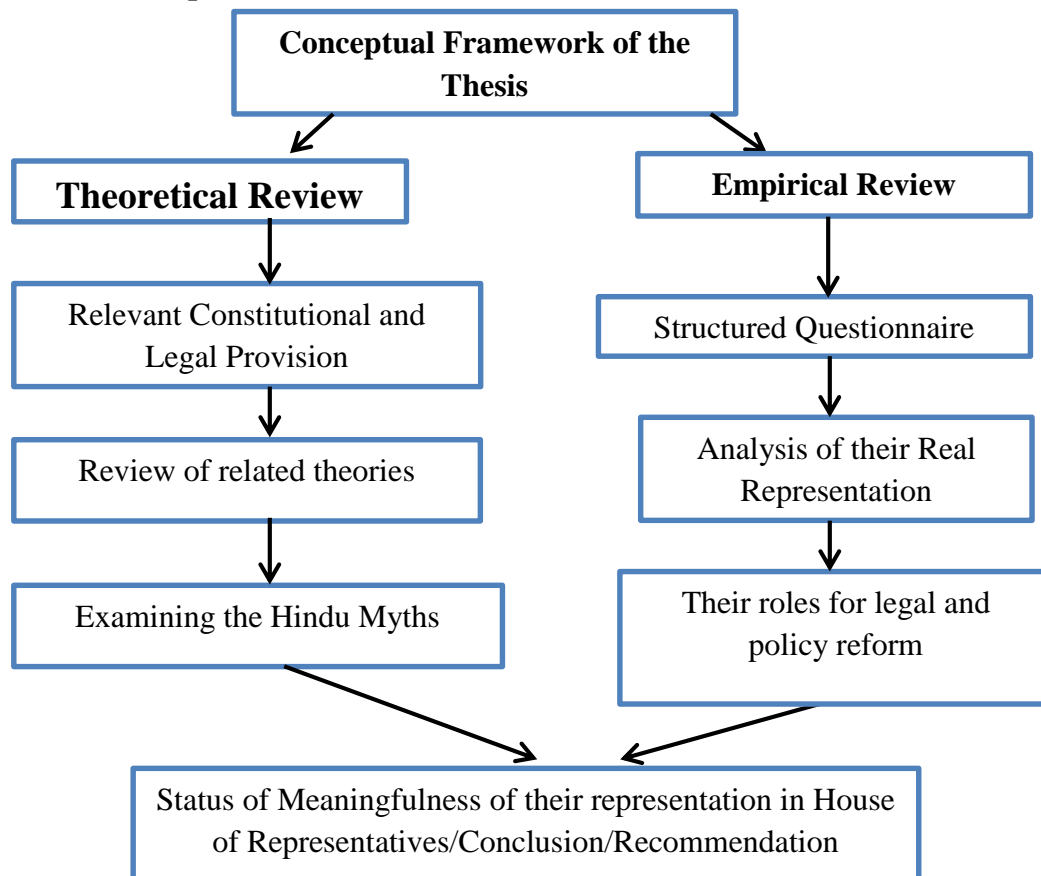 Conceptual Framework of the
Thesis
Theoretical Review
Empirical Review
Relevant Constitutional and
Legal Provision
Structured Questionnaire
Review of related theories
Analysis of their Real
Representation
Examining the Hindu Myths
Their roles for legal and
policy reform
Status of Meaningfulness of their representation in House
of Representatives/Conclusion/Recommendation